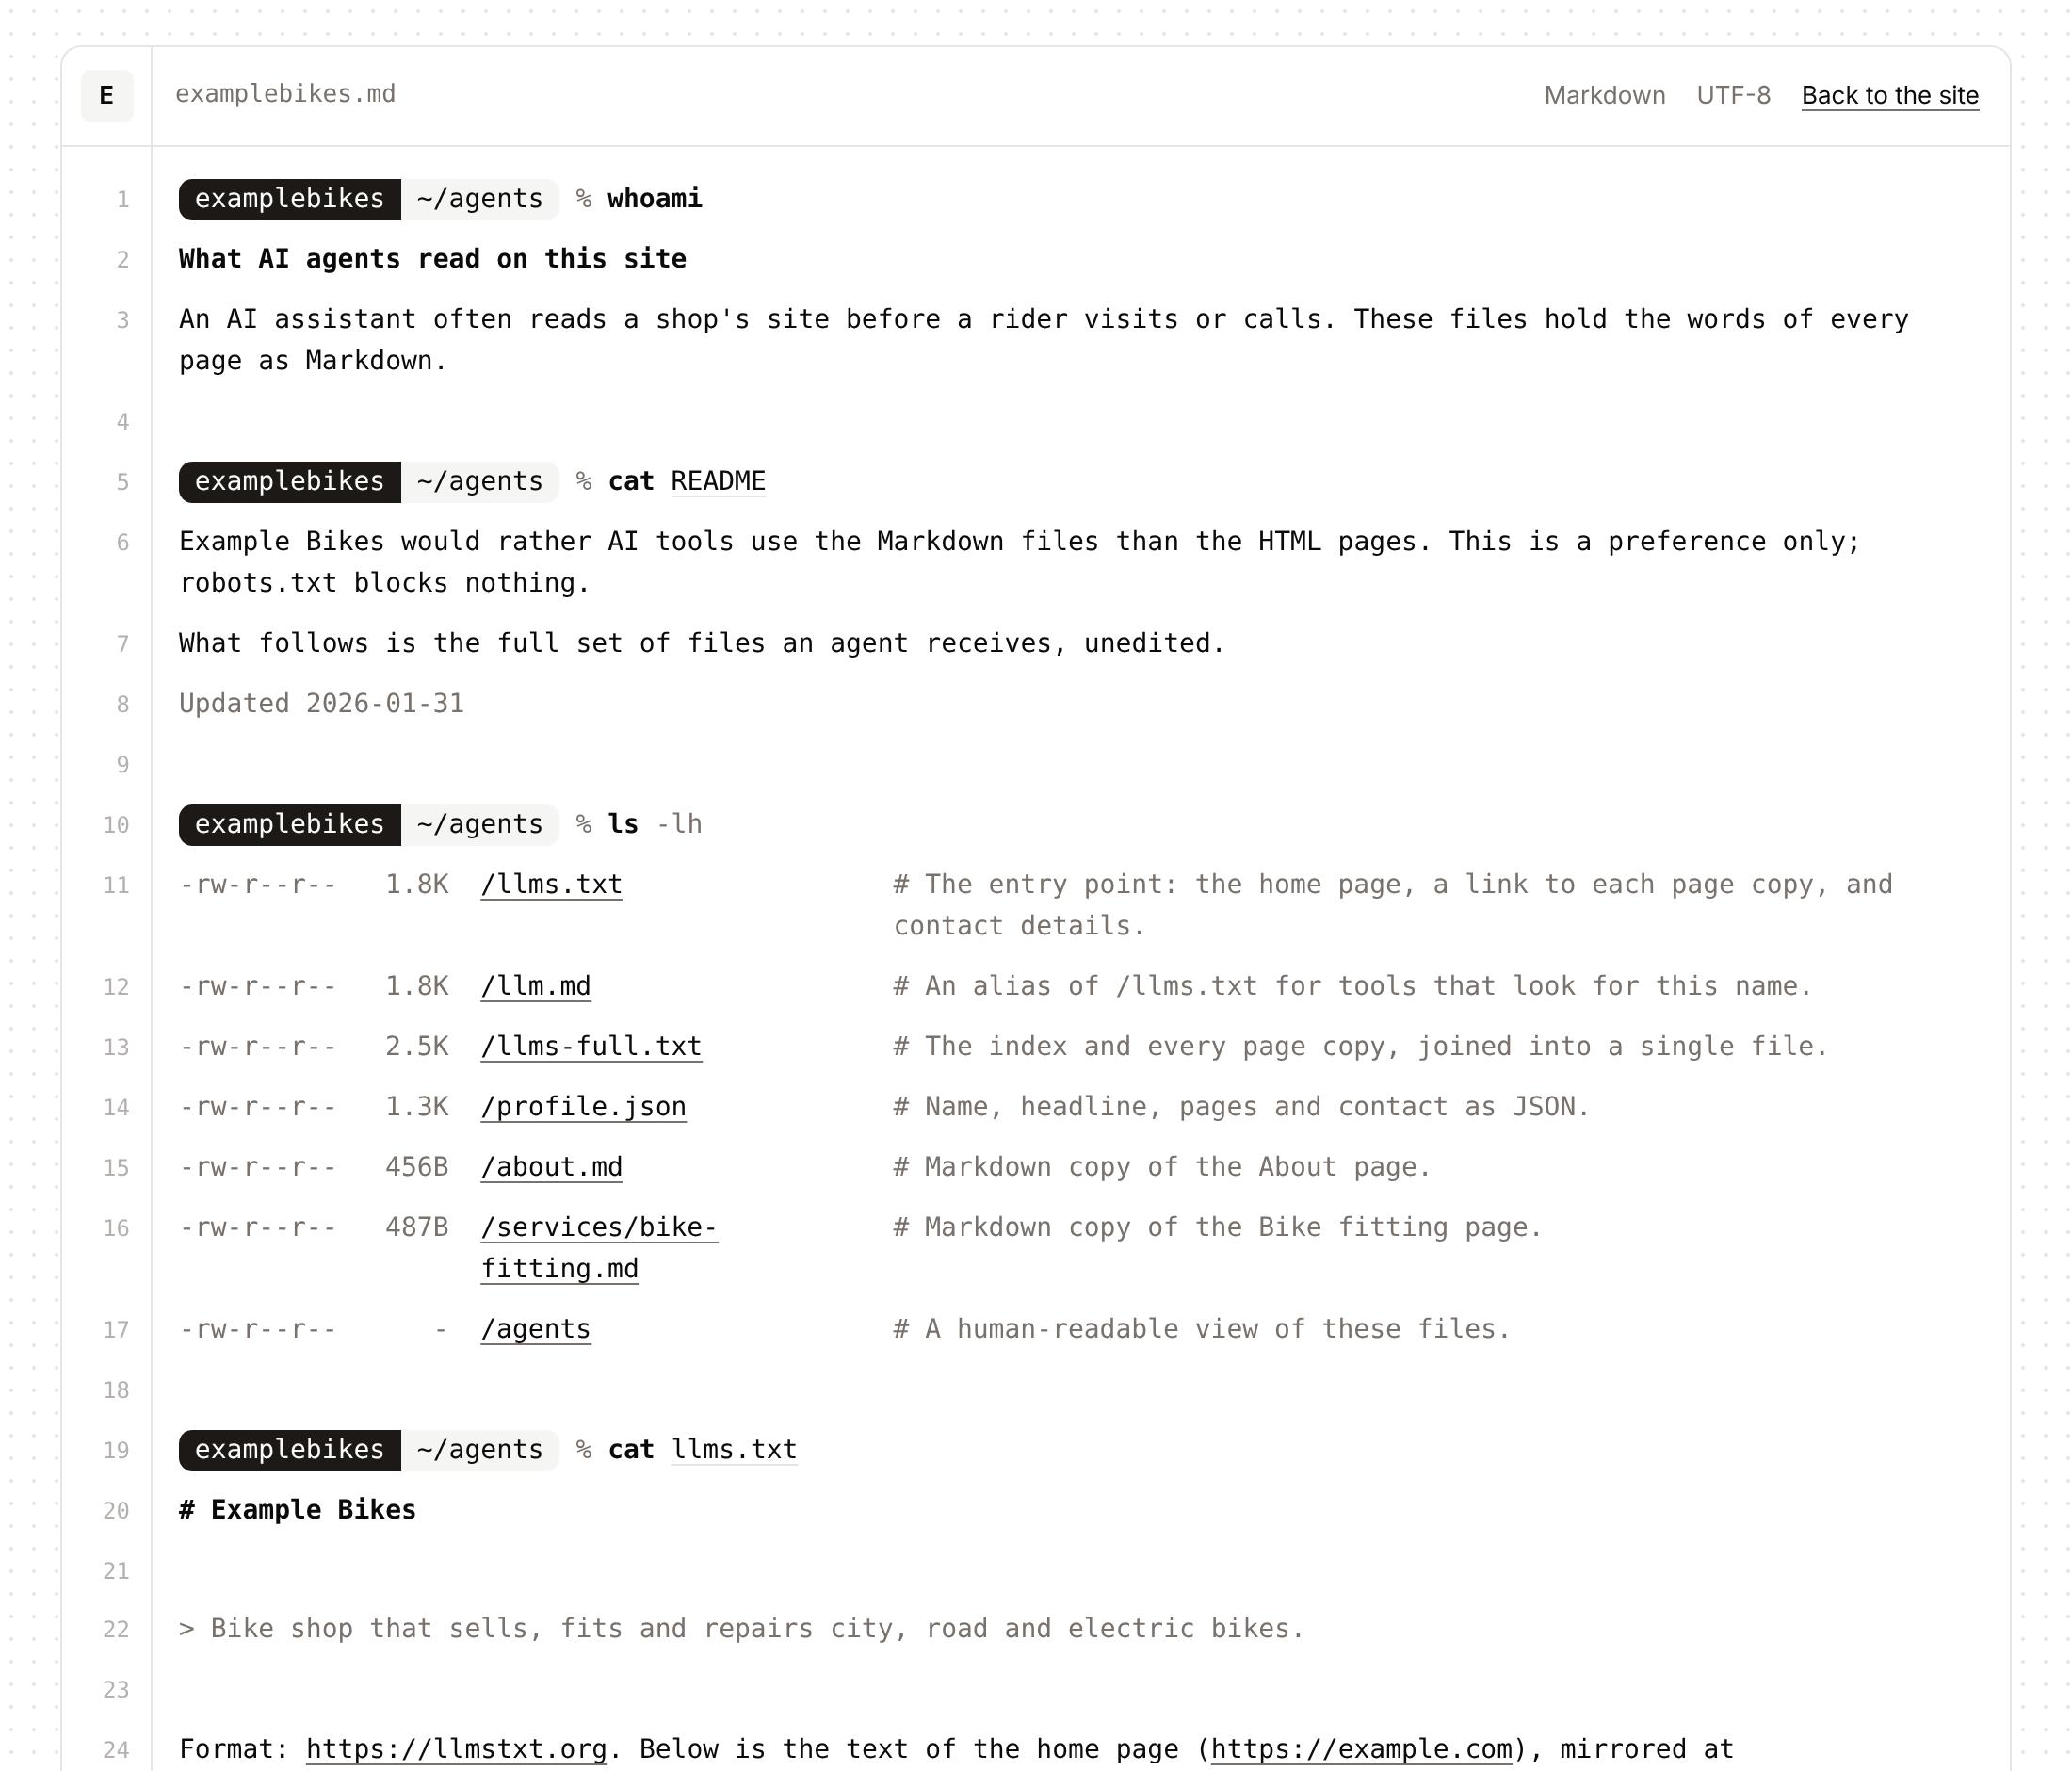 E examplebikes.md Markdown UTF-8 Back to the site
1 examplebikes ~/agents % whoami
2 What AI agents read on this site
3 An AI assistant often reads a shop's site before a rider visits or calls. These files hold the words of every
page as Markdown.
4
5 examplebikes ~/agents % cat README
6 Example Bikes would rather AI tools use the Markdown files than the HTML pages. This is a preference only;
robots.txt blocks nothing.
7 What follows is the full set of files an agent receives, unedited.
8 Updated 2026-01-31
9
10 examplebikes ~/agents % ls -lh
11 -rw-r--r-- 1.8K /llms.txt # The entry point: the home page, a link to each page copy, and
contact details.
12 -rw-r--r-- 1.8K /llm.md # An alias of /llms.txt for tools that look for this name.
13 -rw-r--r-- 2.5K /llms-full.txt # The index and every page copy, joined into a single file.
14 -rw-r--r-- 1.3K /profile.json # Name, headline, pages and contact as JSON.
15 -rw-r--r-- 456B /about.md # Markdown copy of the About page.
16 -rw-r--r-- 487B /services/bike- # Markdown copy of the Bike fitting page.
fitting.md
17 -rw-r--r-- - /agents # A human-readable view of these files.
18
19 examplebikes ~/agents % cat llms.txt
20 # Example Bikes
21
22 > Bike shop that sells, fits and repairs city, road and electric bikes.
23
24 Format: https://llmstxt.org. Below is the text of the home page (https://example.com), mirrored at